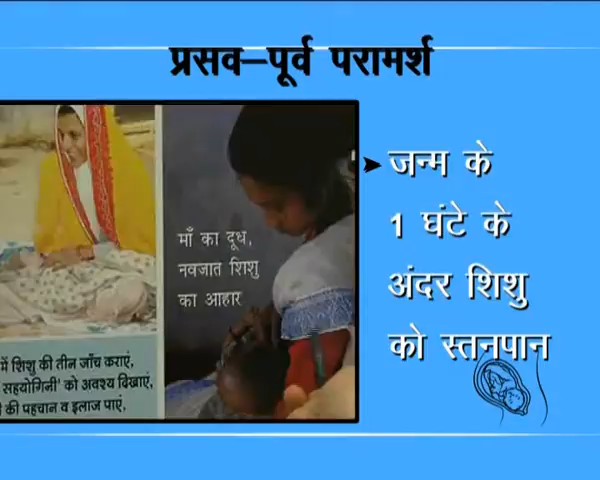 प्रसव–पूर्व परामर्श
जन्म के
1 घंटे के
अंदर शिशु
को स्तनपान
माँ का दूध,
नवजात शिशु
का आहार
में शिशु की तीन जाँच कराएं,
सहयोगिनी' को अवश्य दिखाएं,
की पहचान व इलाज पाएं,